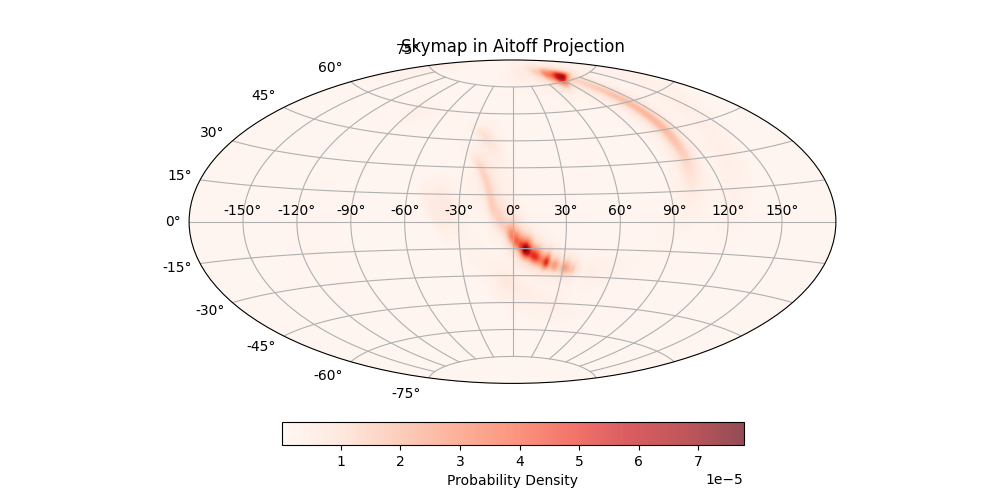 Skymap in Aitoff Projection
75°
60°
45°
30°
15°
-150° -120° -90° -60° -30° 0° 30° 60° 90° 120° 150°
0°
-15°
-30°
-45°
-60°
-75°
1 2 3 4 5 6 7
1e−5
Probability Density